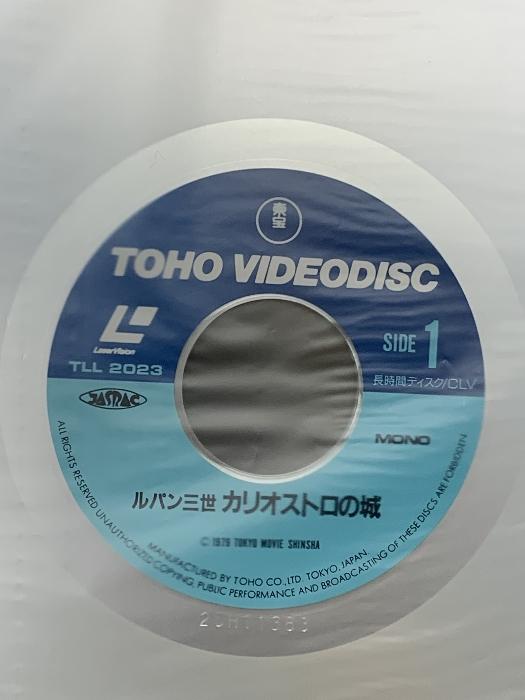 東宝
TOHO VIDEODISC
LaserVision
TLL 2023
SIDE 1
長時間ディスク/CLV
JASRAC
MONO
ルパン三世 カリオストロの城
© 1979 TOKYO MOVIE SHINSHA
MANUFACTURED BY TOHO CO., LTD. TOKYO, JAPAN.
ALL RIGHTS RESERVED UNAUTHORIZED COPYING, PUBLIC PERFORMANCE AND BROADCASTING OF THESE DISCS ARE FORBIDDEN